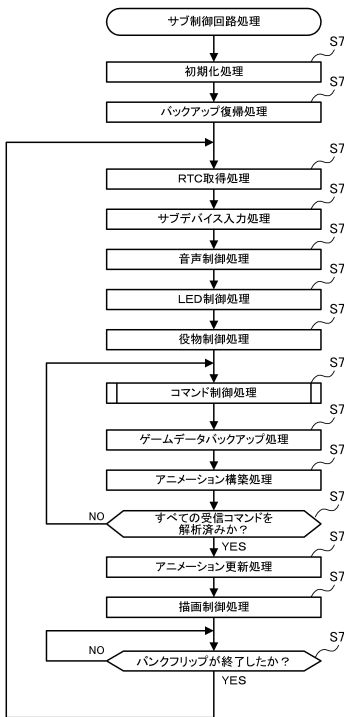 サブ制御回路処理
S7
初期化処理
S7
バックアップ復帰処理
S7
RTC取得処理
S7
サブデバイス入力処理
S7
音声制御処理
S7
LED制御処理
S7
役物制御処理
S7
コマンド制御処理
S7
ゲームデータバックアップ処理
S7
アニメーション構築処理
S7
すべての受信コマンドを
解析済みか?
NO
YES
S7
アニメーション更新処理
S7
描画制御処理
S7
バンクフリップが終了したか?
NO
YES